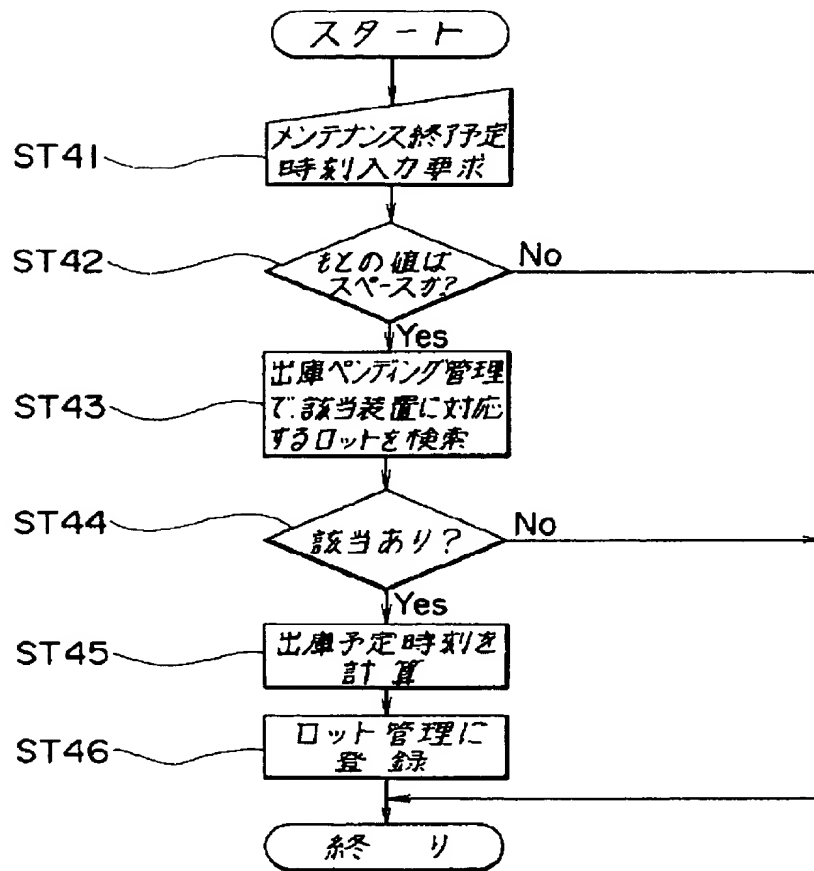 スタート
ST41
メンテナンス終了予定
時刻入力要求
ST42
もとの値は
スペースか?
No
Yes
ST43
出庫ペンディング管理
で、該当装置に対応
するロットを検索
ST44
該当あり?
No
Yes
ST45
出庫予定時刻を
計算
ST46
ロット管理に
登録
終り